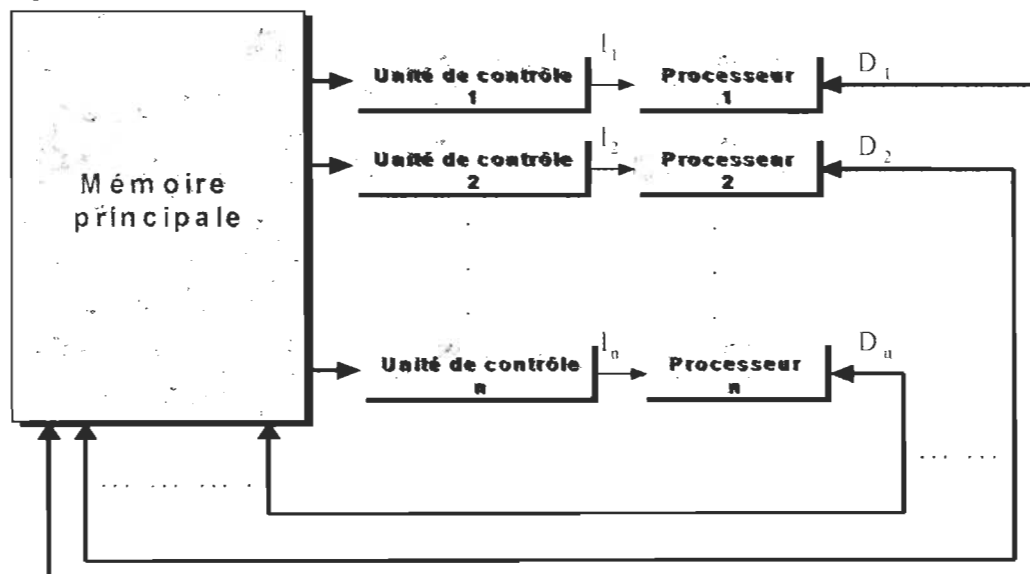 I₁
D₁
Unité de contrôle
1
Processeur
1
I₂
D₂
Unité de contrôle
2
Processeur
2
Mémoire
principale
Iₙ
Dₙ
Unité de contrôle
n
Processeur
n